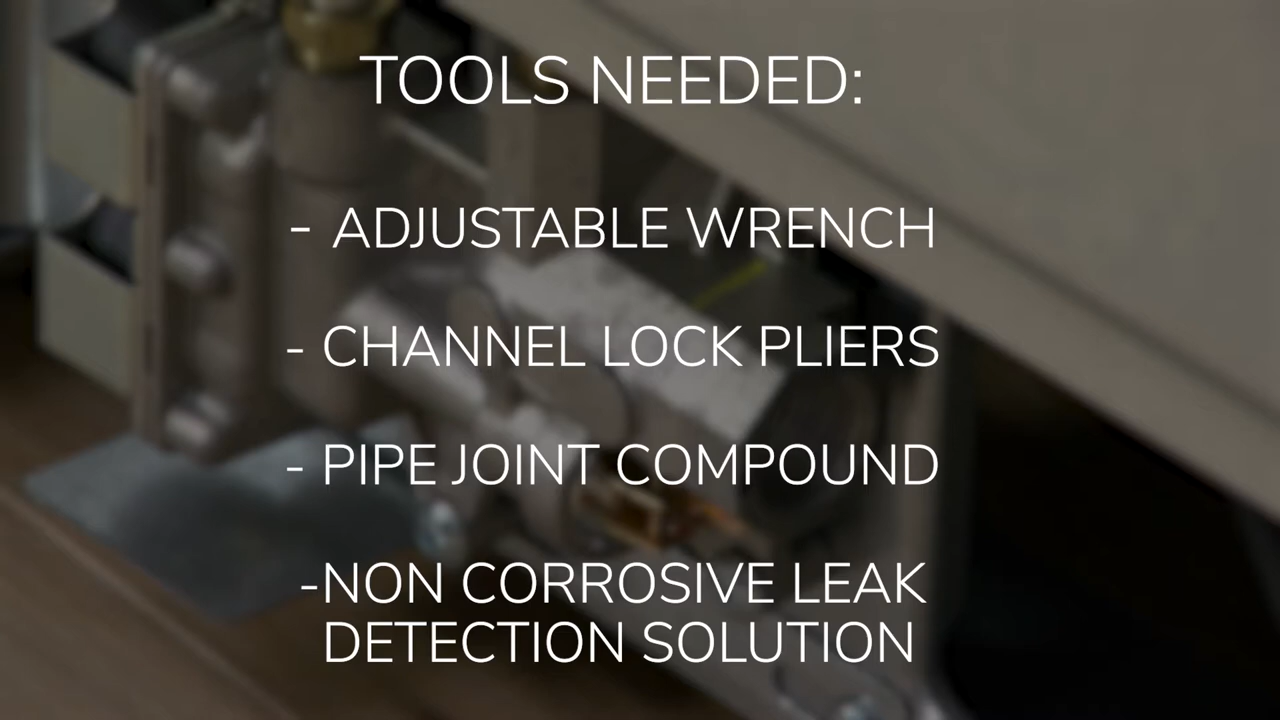 TOOLS NEEDED:
- ADJUSTABLE WRENCH
- CHANNEL LOCK PLIERS
- PIPE JOINT COMPOUND
-NON CORROSIVE LEAK
DETECTION SOLUTION